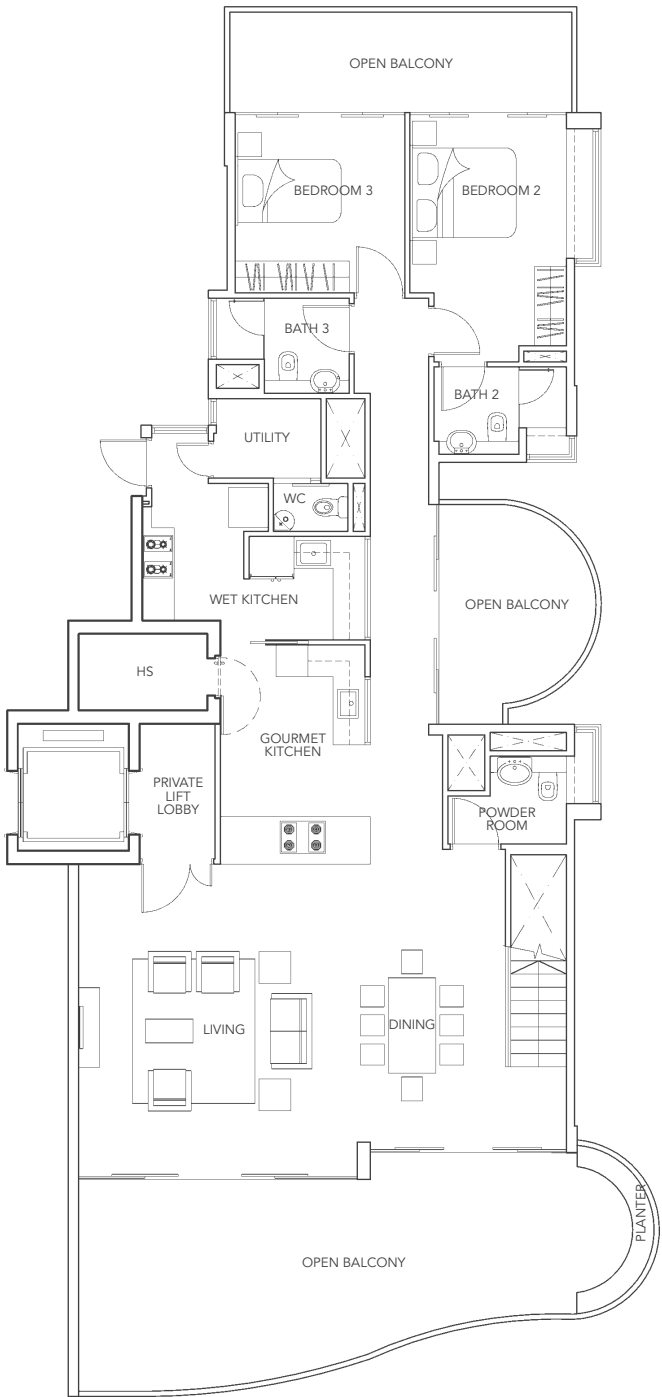 OPEN BALCONY
BEDROOM 3
BEDROOM 2
BATH 3
BATH 2
UTILITY
WC
WET KITCHEN
OPEN BALCONY
HS
GOURMET
KITCHEN
PRIVATE
LIFT
LOBBY
POWDER
ROOM
LIVING
DINING
PLANTER
OPEN BALCONY